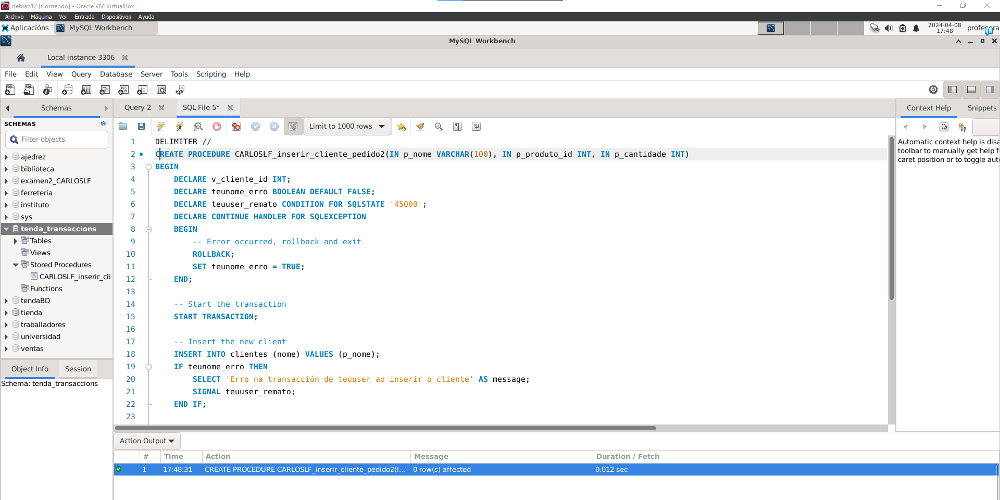 debian12 [Corriendo] - Oracle VM VirtualBox
Archivo Máquina Ver Entrada Dispositivos Ayuda
Aplicacións MySQL Workbench
2024-04-08
17:48
profesora
MySQL Workbench
Local instance 3306
File Edit View Query Database Server Tools Scripting Help
Schemas
Query 2
SQL File 5*
Context Help
Snippets
SCHEMAS
Limit to 1000 rows
Filter objects
ajedrez
biblioteca
examen2_CARLOSLF
ferreteria
instituto
sys
tenda_transaccions
Tables
Views
Stored Procedures
CARLOSLF_inserir_cli
Functions
tendaBD
tienda
traballadores
universidad
ventas
Object Info Session
Schema: tenda_transaccions
1 DELIMITER //
2 CREATE PROCEDURE CARLOSLF_inserir_cliente_pedido2(IN p_nome VARCHAR(100), IN p_produto_id INT, IN p_cantidade INT)
3 BEGIN
4 DECLARE v_cliente_id INT;
5 DECLARE teunome_erro BOOLEAN DEFAULT FALSE;
6 DECLARE teuuser_remato CONDITION FOR SQLSTATE '45000';
7 DECLARE CONTINUE HANDLER FOR SQLEXCEPTION
8 BEGIN
9 -- Error occurred, rollback and exit
10 ROLLBACK;
11 SET teunome_erro = TRUE;
12 END;
13
14 -- Start the transaction
15 START TRANSACTION;
16
17 -- Insert the new client
18 INSERT INTO clientes (nome) VALUES (p_nome);
19 IF teunome_erro THEN
20 SELECT 'Erro na transacción de teuuser ao inserir o cliente' AS message;
21 SIGNAL teuuser_remato;
22 END IF;
23
Automatic context help is disa
toolbar to manually get help f
caret position or to toggle aut
Action Output
# Time Action Message Duration / Fetch
1 17:48:31 CREATE PROCEDURE CARLOSLF_inserir_cliente_pedido2(I... 0 row(s) affected 0.012 sec